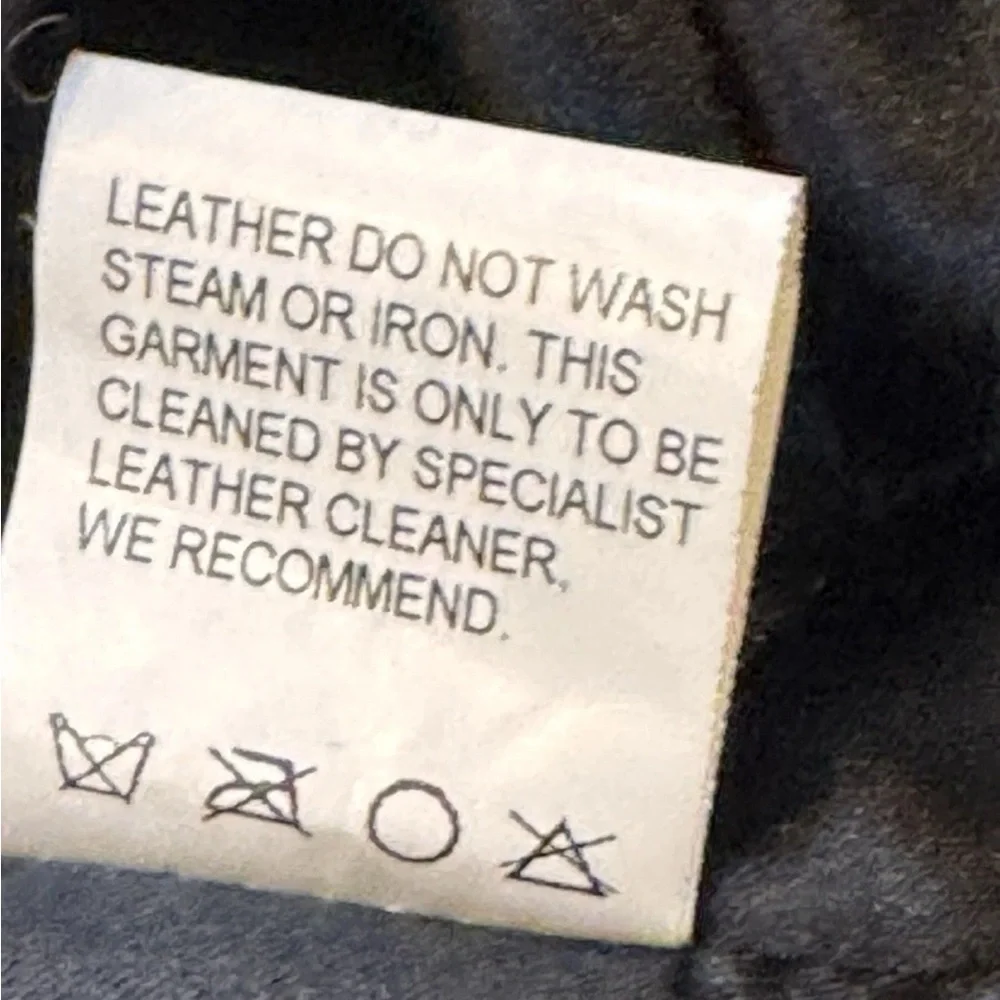 LEATHER DO NOT WASH
STEAM OR IRON. THIS
GARMENT IS ONLY TO BE
CLEANED BY SPECIALIST
LEATHER CLEANER,
WE RECOMMEND.